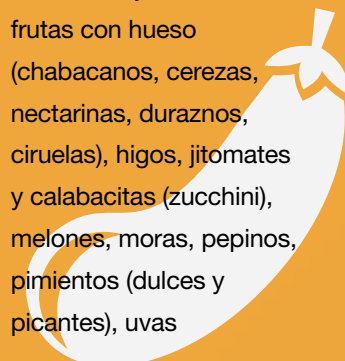 frutas con hueso
(chabacanos, cerezas,
nectarinas, duraznos,
ciruelas), higos, jitomates
y calabacitas (zucchini),
melones, moras, pepinos,
pimientos (dulces y
picantes), uvas